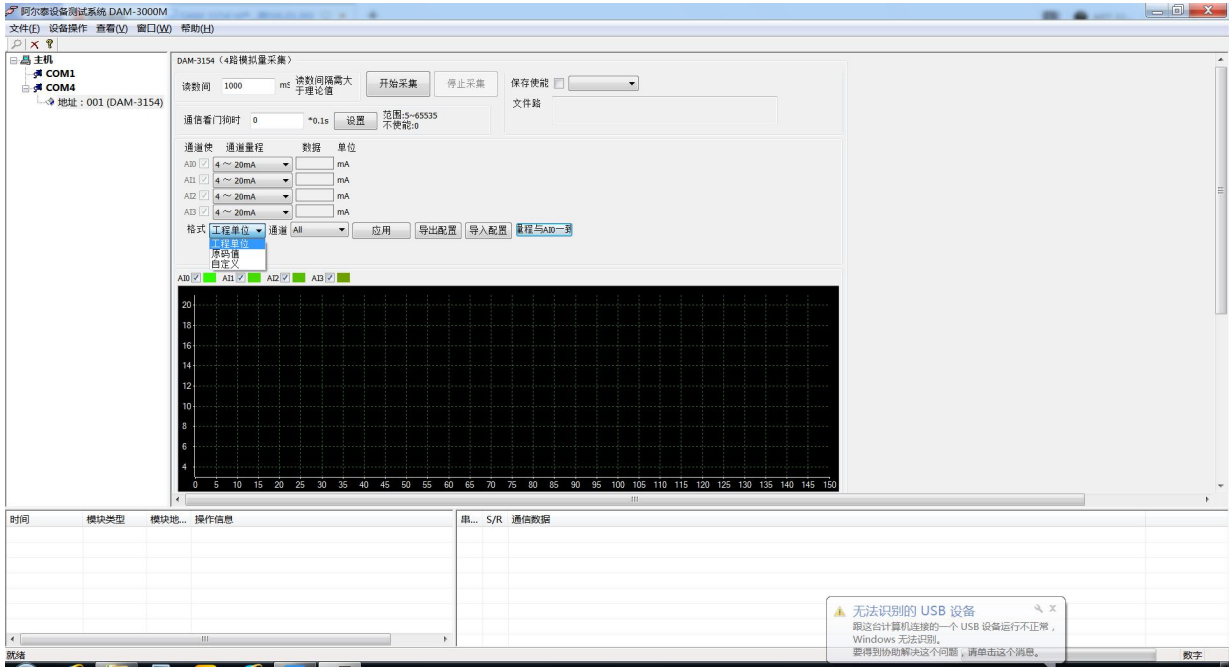 阿尔泰设备测试系统 DAM-3000M
文件(F) 设备操作 查看(V) 窗口(W) 帮助(H)
主机
COM1
COM4
地址：001 (DAM-3154)
DAM-3154（4路模拟量采集）
读数间 1000 mS 读数间隔需大于理论值 开始采集 停止采集 保存使能
文件路
通信看门狗时 0 *0.1s 设置 范围:5~65535 不使能:0
通道使 通道量程 数据 单位
AI0 4 ～ 20mA mA
AI1 4 ～ 20mA mA
AI2 4 ～ 20mA mA
AI3 4 ～ 20mA mA
格式 工程单位 通道 All 应用 导出配置 导入配置 量程与AI0一到
工程单位
原码值
自定义
AI0 AI1 AI2 AI3
20
18
16
14
12
10
8
6
4
0 5 10 15 20 25 30 35 40 45 50 55 60 65 70 75 80 85 90 95 100 105 110 115 120 125 130 135 140 145 150
时间 模块类型 模块地... 操作信息 串... S/R 通信数据
无法识别的 USB 设备
跟这台计算机连接的一个 USB 设备运行不正常，
Windows 无法识别。
要得到协助解决这个问题，请单击这个消息。
就绪 数字